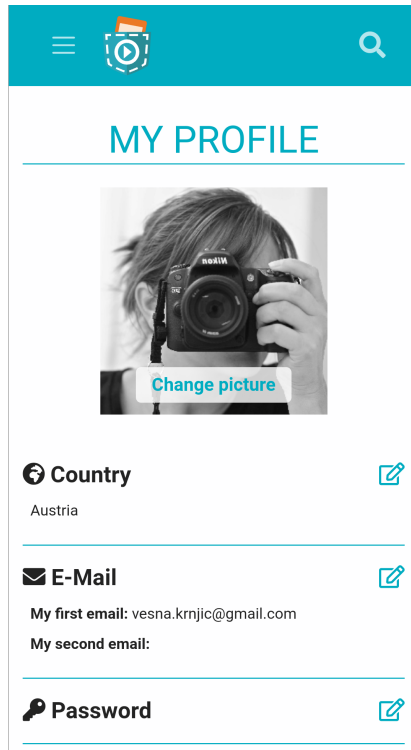 MY PROFILE
Nikon
Change picture
Country
Austria
E-Mail
My first email: vesna.krnjic@gmail.com
My second email:
Password